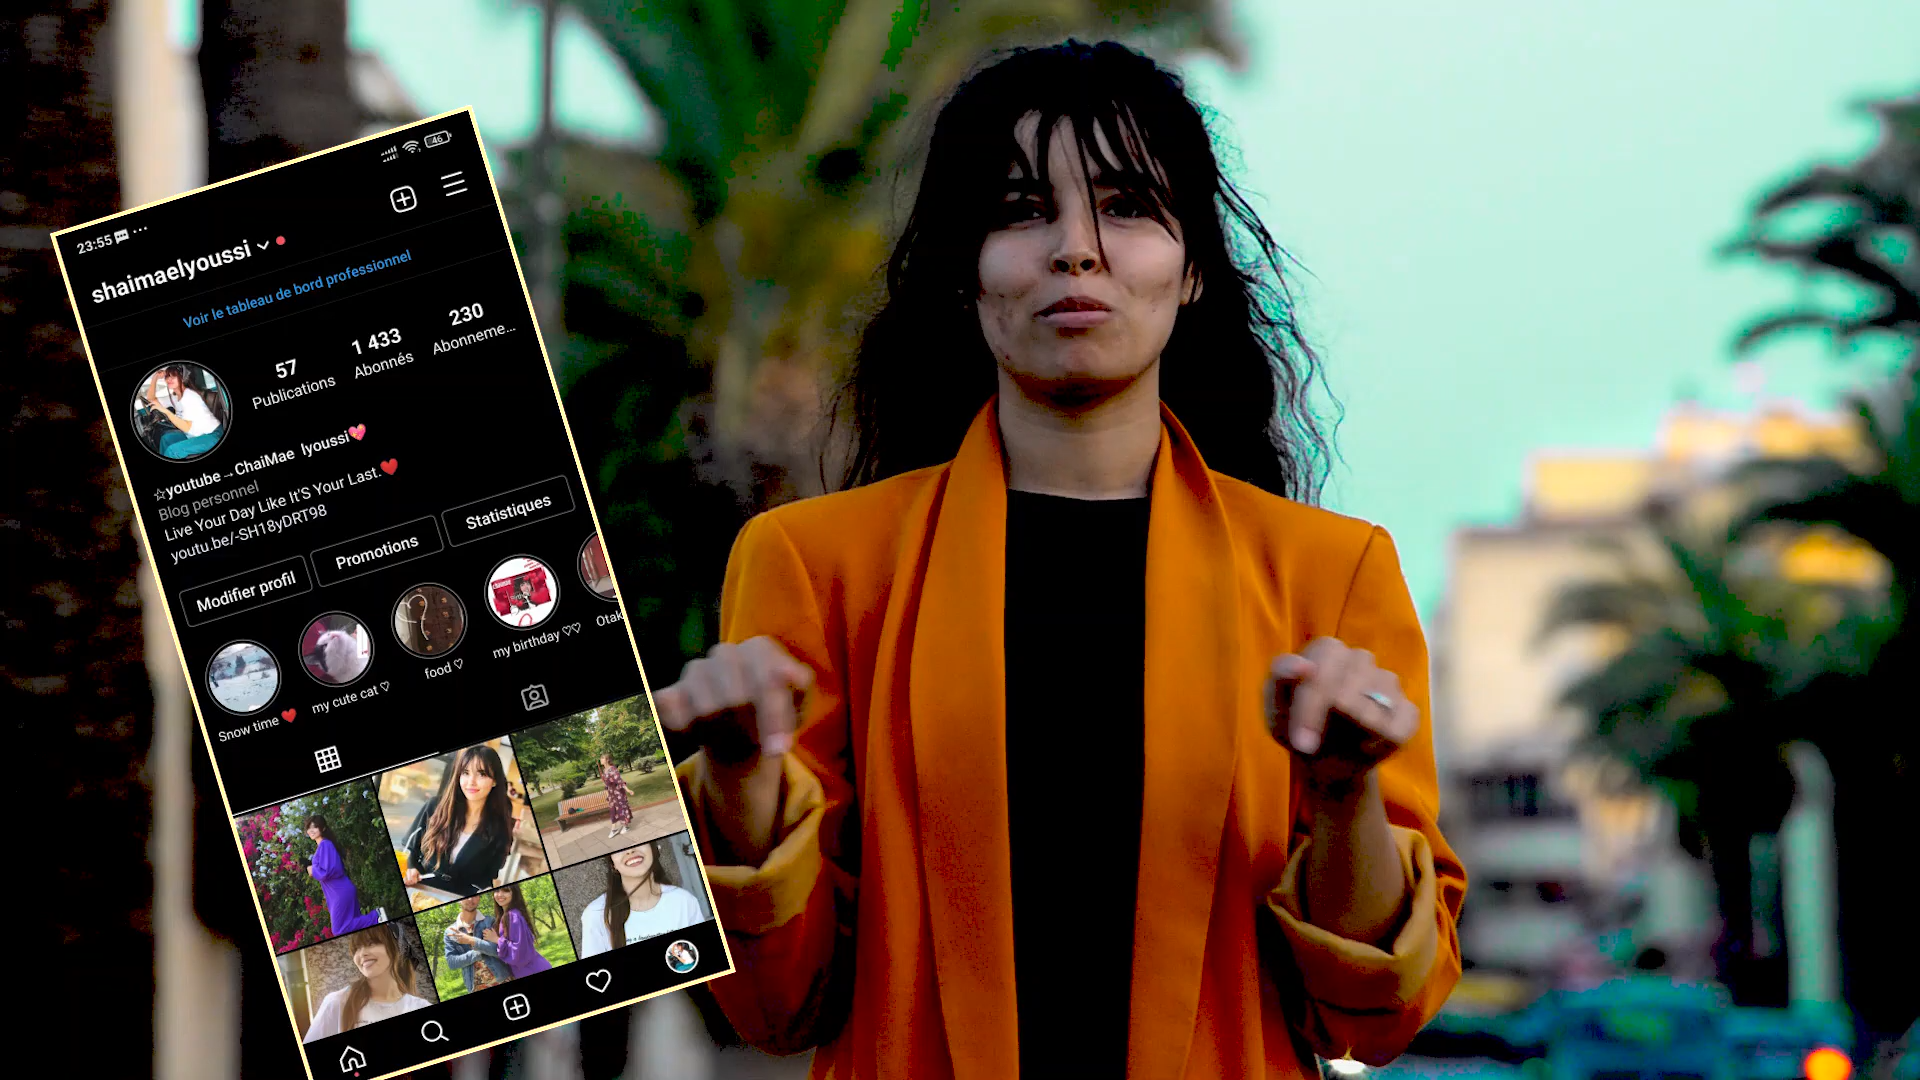 46
23:55
shaimaelyoussi
Voir le tableau de bord professionnel
57
Publications
1 433
Abonnés
230
Abonneme...
☆youtube→ChaiMae lyoussi💖
Blog personnel
Live Your Day Like It'S Your Last.❤️
youtu.be/-SH18yDRT98
Modifier profil
Promotions
Statistiques
Snow time ❤️
my cute cat ♡
food ♡
my birthday ♡♡
Otak